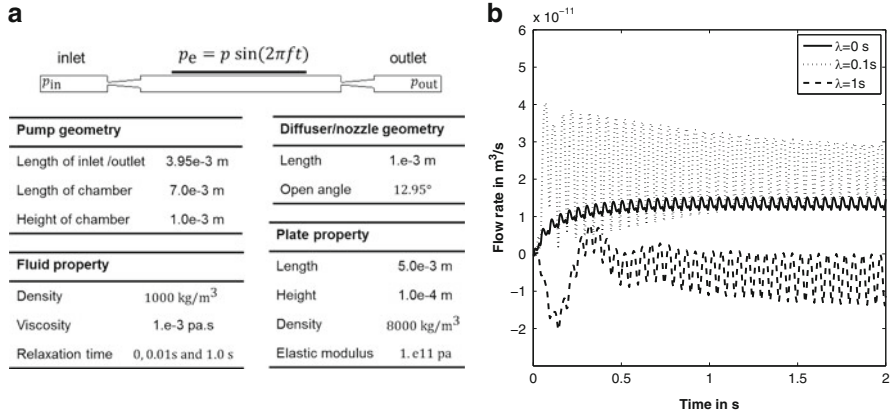 a
inlet
pₑ = p sin(2πft)
outlet
pᵢₙ
pₒᵤₜ
Pump geometry
Length of inlet /outlet 3.95e-3 m
Length of chamber 7.0e-3 m
Height of chamber 1.0e-3 m
Fluid property
Density 1000 kg/m³
Viscosity 1.e-3 pa.s
Relaxation time 0, 0.01s and 1.0 s
Diffuser/nozzle geometry
Length 1.e-3 m
Open angle 12.95°
Plate property
Length 5.0e-3 m
Height 1.0e-4 m
Density 8000 kg/m³
Elastic modulus 1. e11 pa
b
x 10⁻¹¹
6
5
4
3
2
1
0
-1
-2
Flow rate in m³/s
λ=0 s
λ=0.1s
λ=1s
0 0.5 1 1.5 2
Time in s